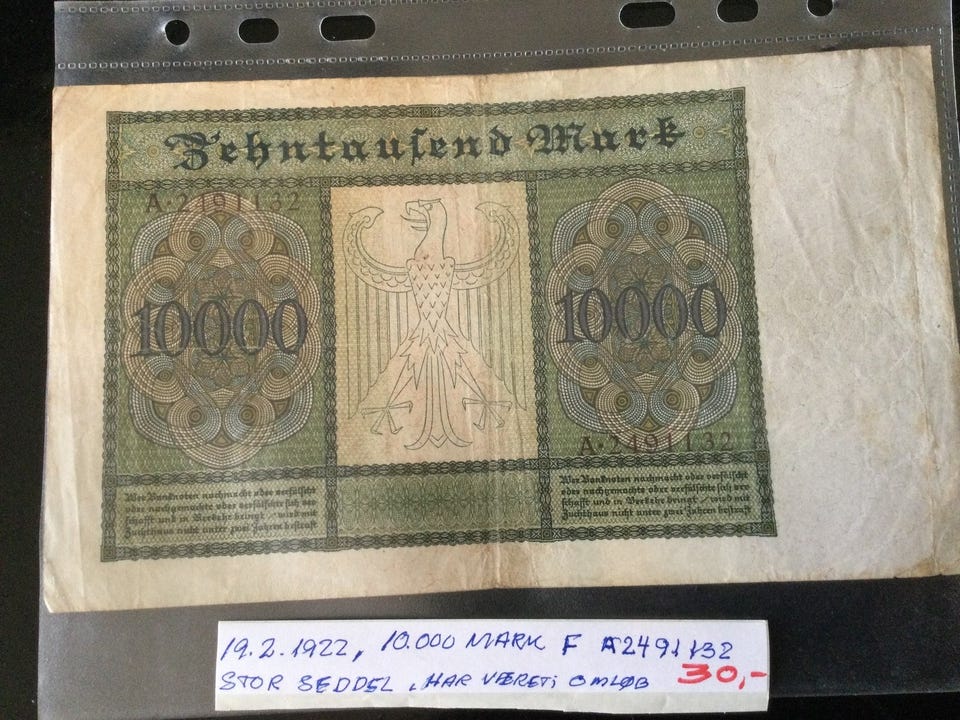 Zehntausend Mark
A·2491132
10000
10000
A·2491132
Wer Banknoten nachmacht oder verfälscht
oder nachgemachte oder verfälschte sich ver
schafft und in Verkehr bringt / wird mit
Zuchthaus nicht unter zwei Jahren bestraft
Wer Banknoten nachmacht oder verfälscht
oder nachgemachte oder verfälschte sich ver
schafft und in Verkehr bringt / wird mit
Zuchthaus nicht unter zwei Jahren bestraft
19.2.1922, 10.000 MARK F A2491132
STOR SEDDEL, HAR VÆRET i OMLØB 30,-